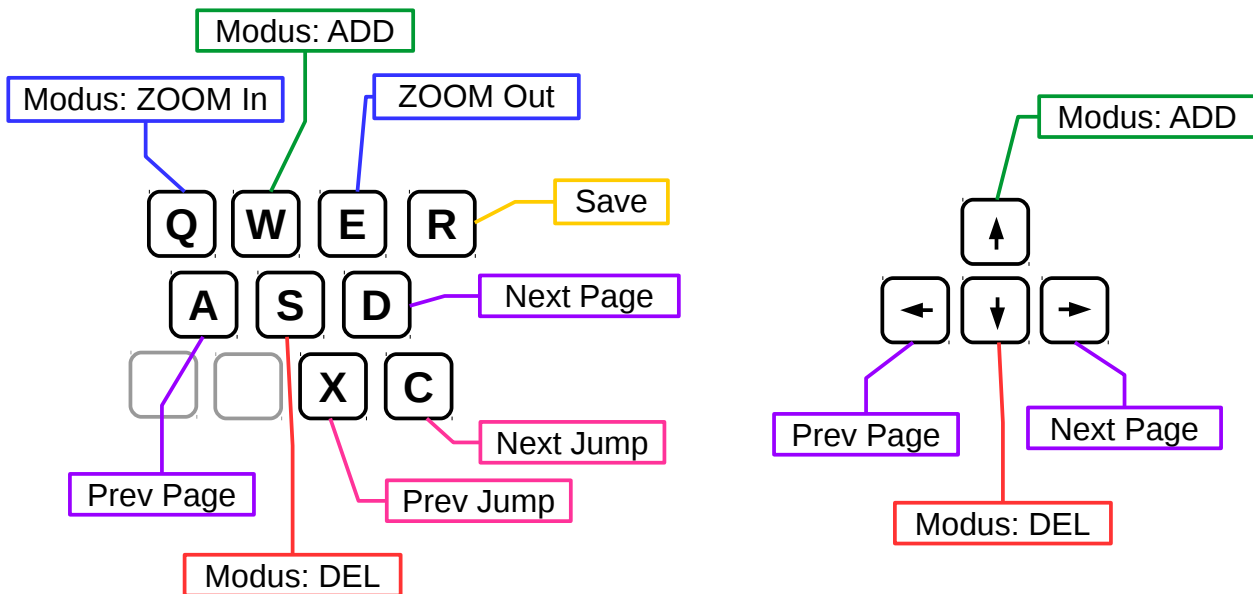 Modus: ADD
Modus: ZOOM In
ZOOM Out
Q W E R
Save
A S D
Next Page
X C
Next Jump
Prev Page
Prev Jump
Modus: DEL
Modus: ADD
Prev Page
Next Page
Modus: DEL